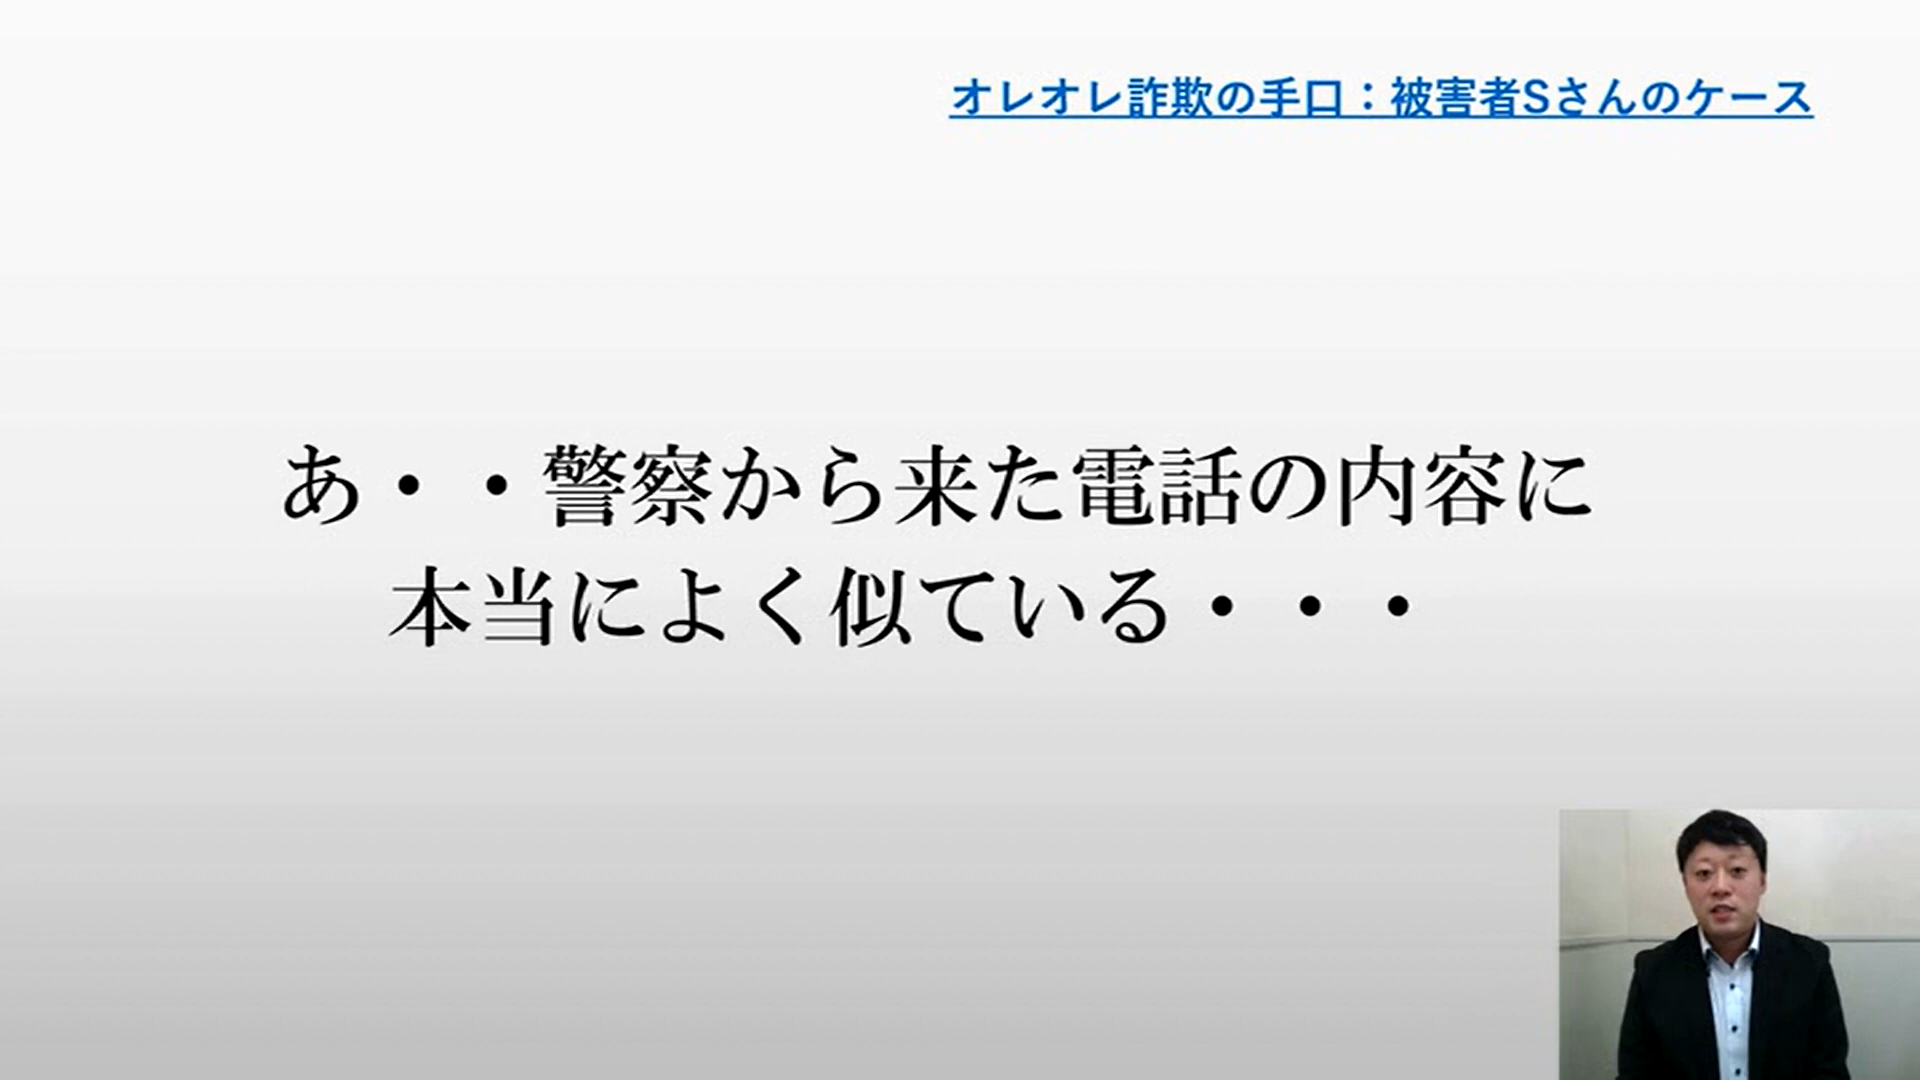 オレオレ詐欺の手口：被害者Sさんのケース
あ・・警察から来た電話の内容に
本当によく似ている・・・